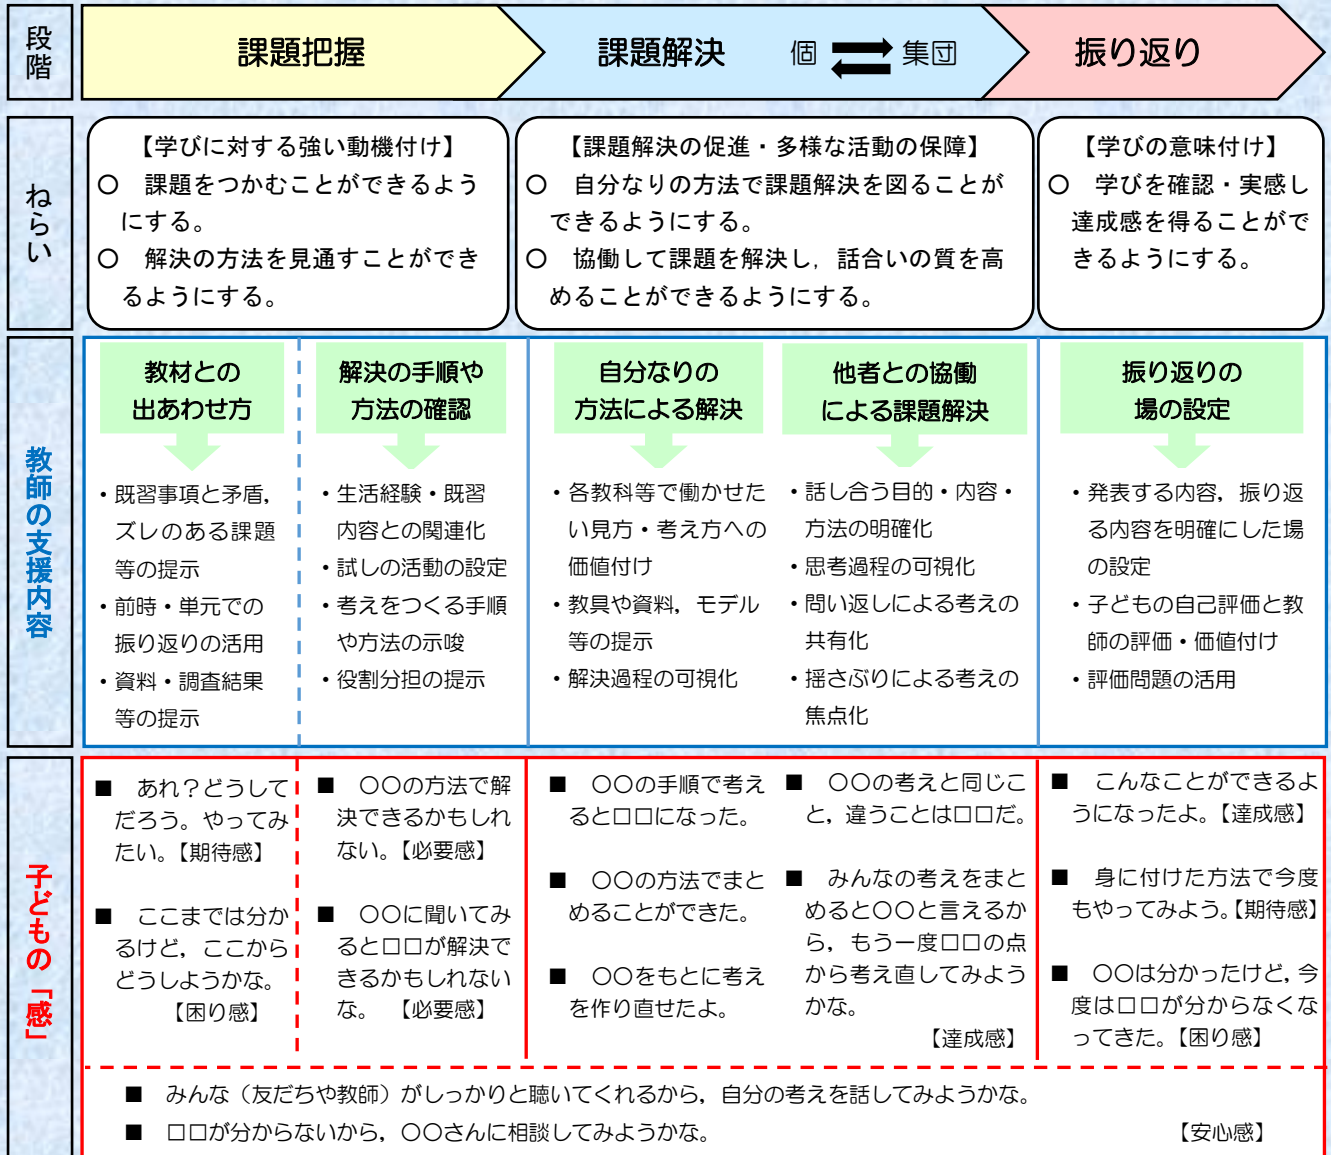 段階
課題把握
課題解決 個 集団
振り返り
ねらい
【学びに対する強い動機付け】
○ 課題をつかむことができるよう
にする。
○ 解決の方法を見通すことができ
るようにする。
【課題解決の促進・多様な活動の保障】
○ 自分なりの方法で課題解決を図ることが
できるようにする。
○ 協働して課題を解決し，話合いの質を高
めることができるようにする。
【学びの意味付け】
○ 学びを確認・実感し
達成感を得ることがで
きるようにする。
教師の支援内容
教材との
出あわせ方
・既習事項と矛盾，
ズレのある課題
等の提示
・前時・単元での
振り返りの活用
・資料・調査結果
等の提示
解決の手順や
方法の確認
・生活経験・既習
内容との関連化
・試しの活動の設定
・考えをつくる手順
や方法の示唆
・役割分担の提示
自分なりの
方法による解決
・各教科等で働かせた
い見方・考え方への
価値付け
・教具や資料，モデル
等の提示
・解決過程の可視化
他者との協働
による課題解決
・話し合う目的・内容・
方法の明確化
・思考過程の可視化
・問い返しによる考えの
共有化
・揺さぶりによる考えの
焦点化
振り返りの
場の設定
・発表する内容，振り返
る内容を明確にした場
の設定
・子どもの自己評価と教
師の評価・価値付け
・評価問題の活用
子どもの「感」
■ あれ？どうして
だろう。やってみ
たい。【期待感】
■ ここまでは分か
るけど，ここから
どうしようかな。
【困り感】
■ 〇〇の方法で解
決できるかもしれ
ない。【必要感】
■ 〇〇に聞いてみ
ると□□が解決で
きるかもしれない
な。 【必要感】
■ 〇〇の手順で考え
ると□□になった。
■ 〇〇の方法でまと
めることができた。
■ 〇〇をもとに考え
を作り直せたよ。
■ 〇〇の考えと同じこ
と，違うことは□□だ。
■ みんなの考えをまと
めると〇〇と言えるか
ら，もう一度□□の点
から考え直してみよう
かな。
【達成感】
■ こんなことができるよ
うになったよ。【達成感】
■ 身に付けた方法で今度
もやってみよう。【期待感】
■ 〇〇は分かったけど，今
度は□□が分からなくな
ってきた。【困り感】
■ みんな（友だちや教師）がしっかりと聴いてくれるから，自分の考えを話してみようかな。
■ □□が分からないから，〇〇さんに相談してみようかな。 【安心感】